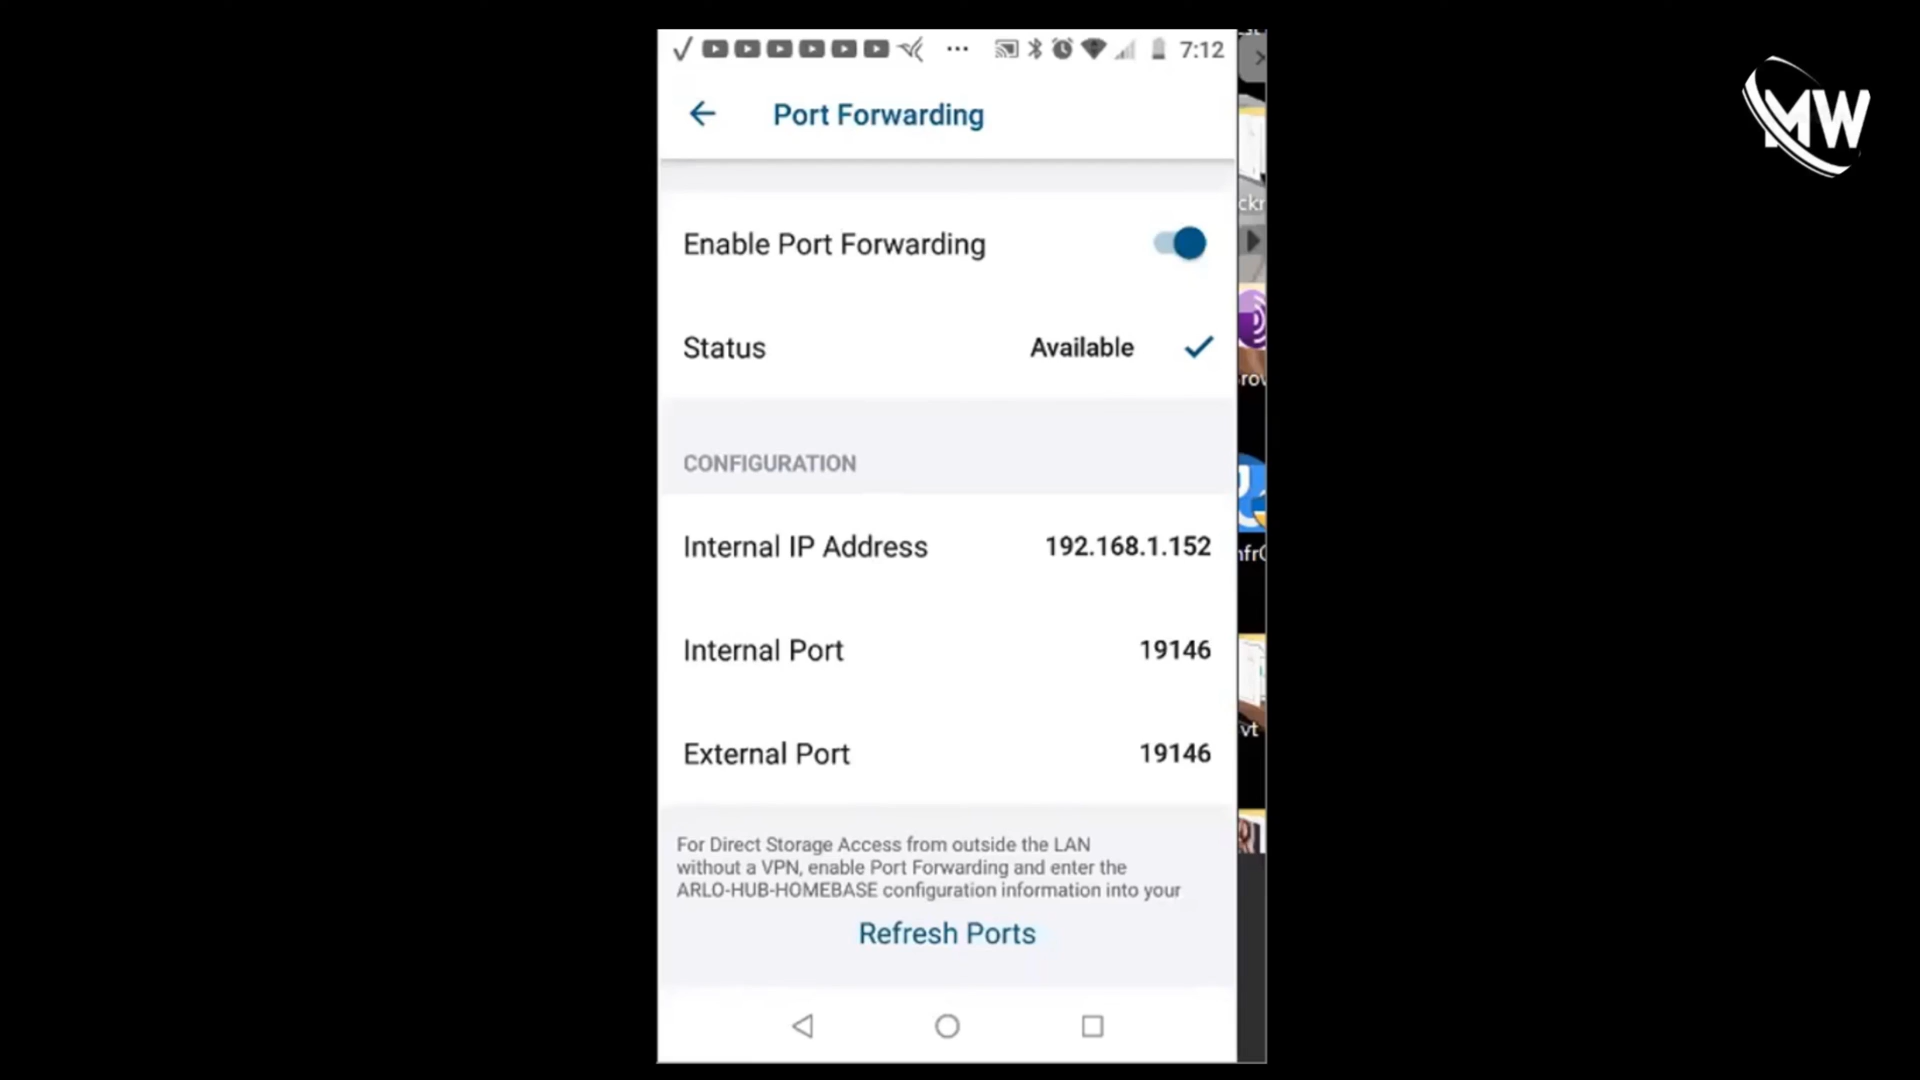 7:12
MW
Port Forwarding
Enable Port Forwarding
Status Available
CONFIGURATION
Internal IP Address 192.168.1.152
Internal Port 19146
External Port 19146
For Direct Storage Access from outside the LAN
without a VPN, enable Port Forwarding and enter the
ARLO-HUB-HOMEBASE configuration information into your
Refresh Ports
vt